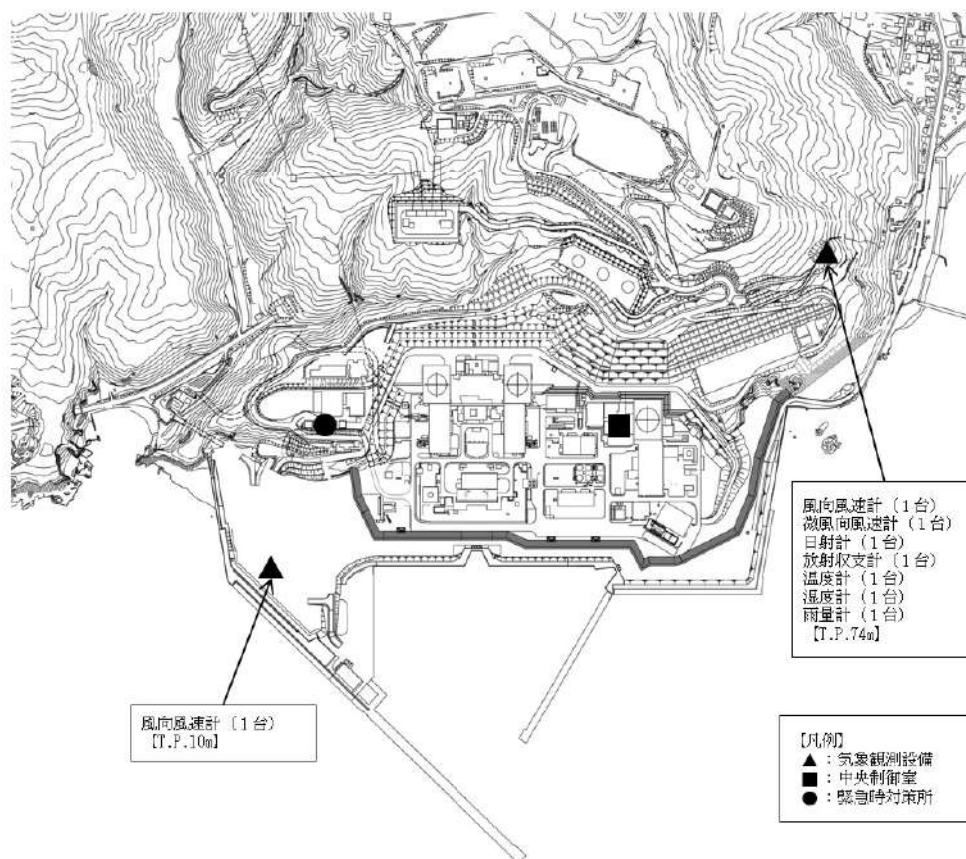 風向風速計(1台)
微風向風速計(1台)
日射計(1台)
放射収支計(1台)
温度計(1台)
湿度計(1台)
雨量計(1台)
【T.P.74m】
風向風速計(1台)
【T.P.10m】
【凡例】
▲:気象観測設備
■:中央制御室
●:緊急時対策所